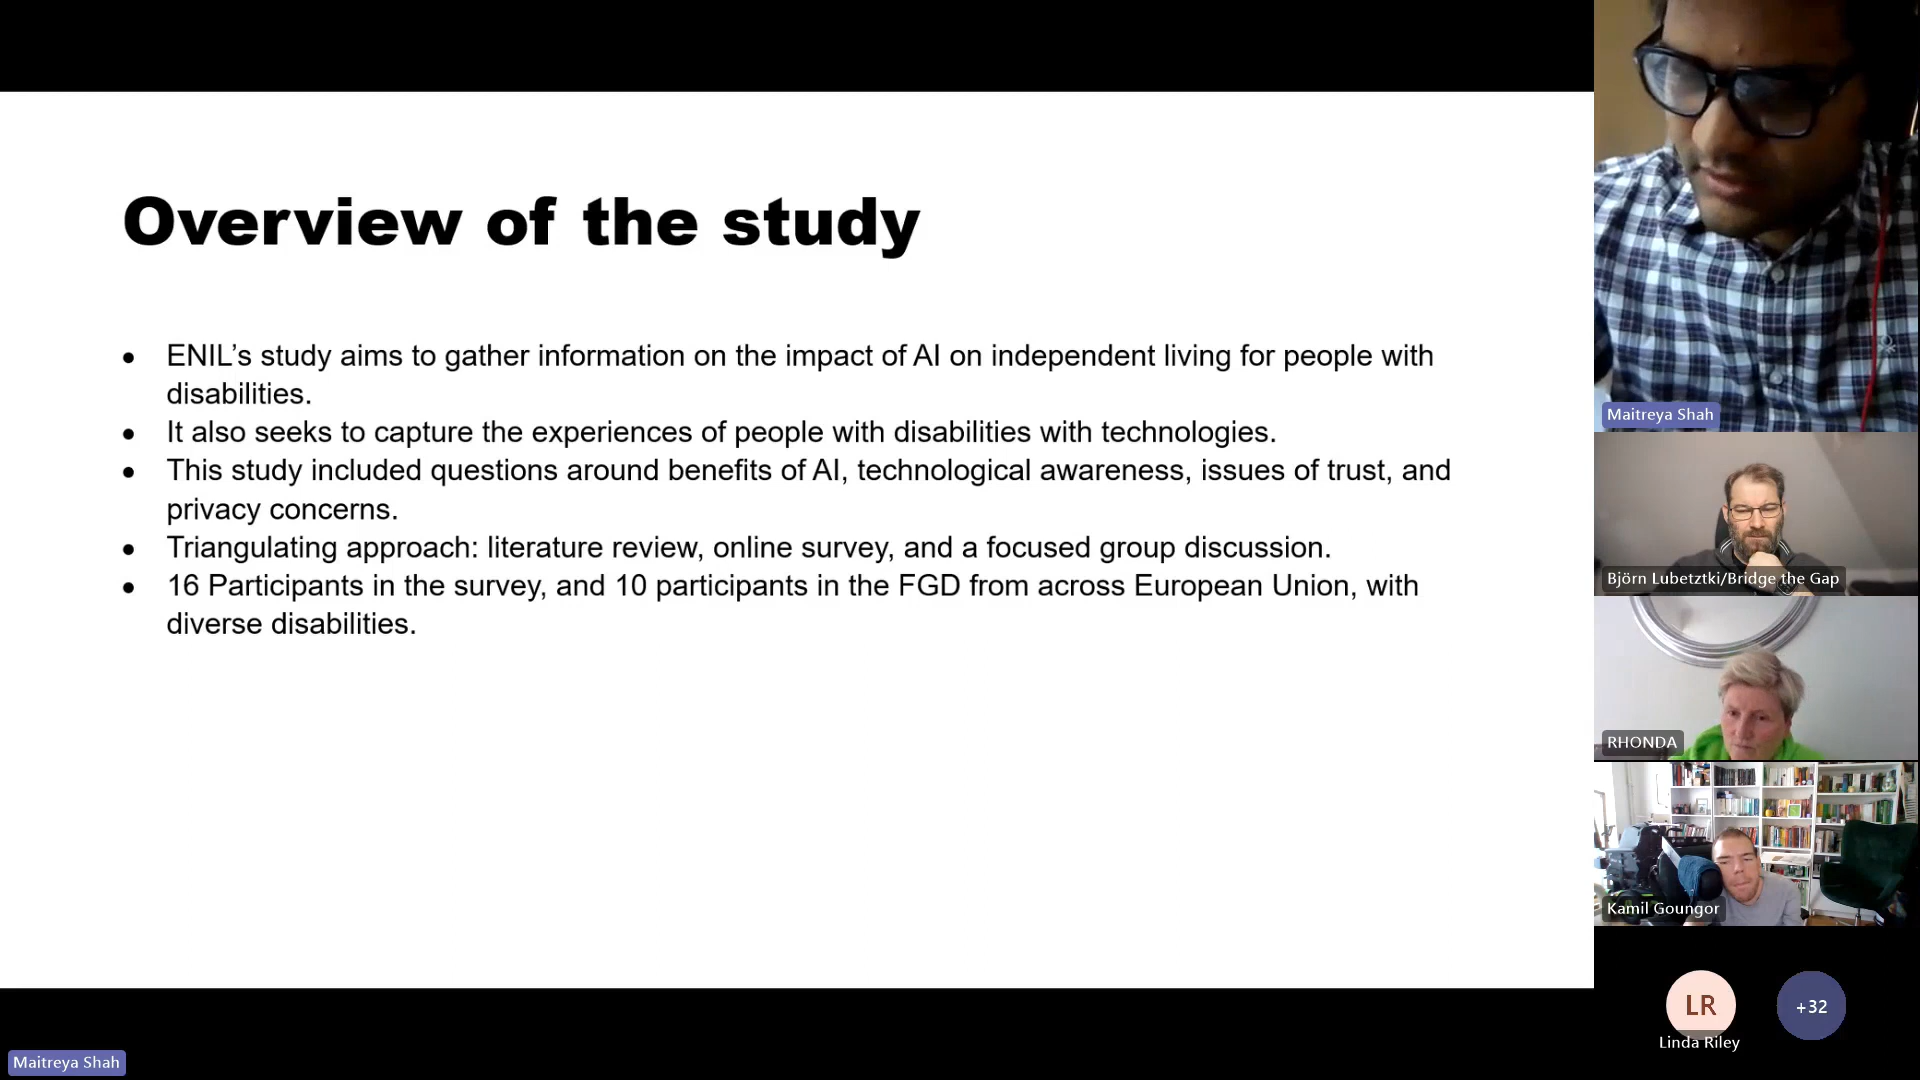 Overview of the study
● ENIL’s study aims to gather information on the impact of AI on independent living for people with
disabilities.
● It also seeks to capture the experiences of people with disabilities with technologies.
● This study included questions around benefits of AI, technological awareness, issues of trust, and
privacy concerns.
● Triangulating approach: literature review, online survey, and a focused group discussion.
● 16 Participants in the survey, and 10 participants in the FGD from across European Union, with
diverse disabilities.
Maitreya Shah
Björn Lubetztki/Bridge the Gap
RHONDA
Kamil Goungor
LR
+32
Linda Riley
Maitreya Shah